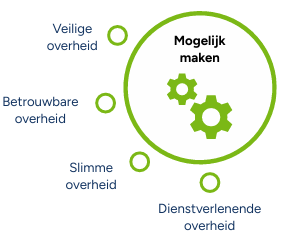 Veilige
overheid
Mogelijk
maken
Betrouwbare
overheid
Slimme
overheid
Dienstverlenende
overheid